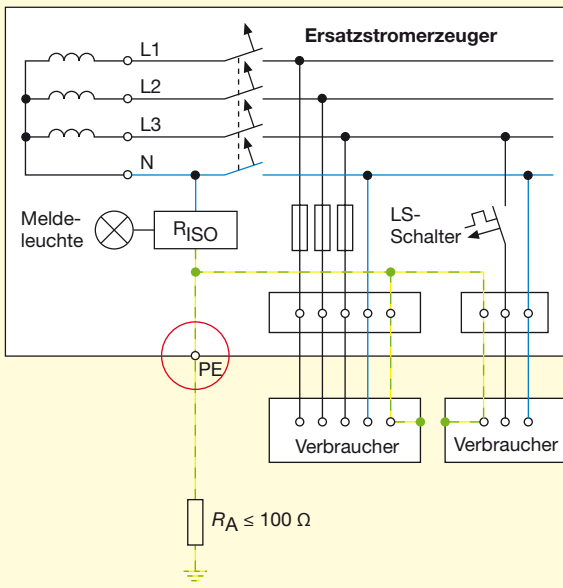 Ersatzstromerzeuger
L1
L2
L3
N
Melde-
leuchte
RISO
LS-
Schalter
PE
Verbraucher
Verbraucher
RA ≤ 100 Ω